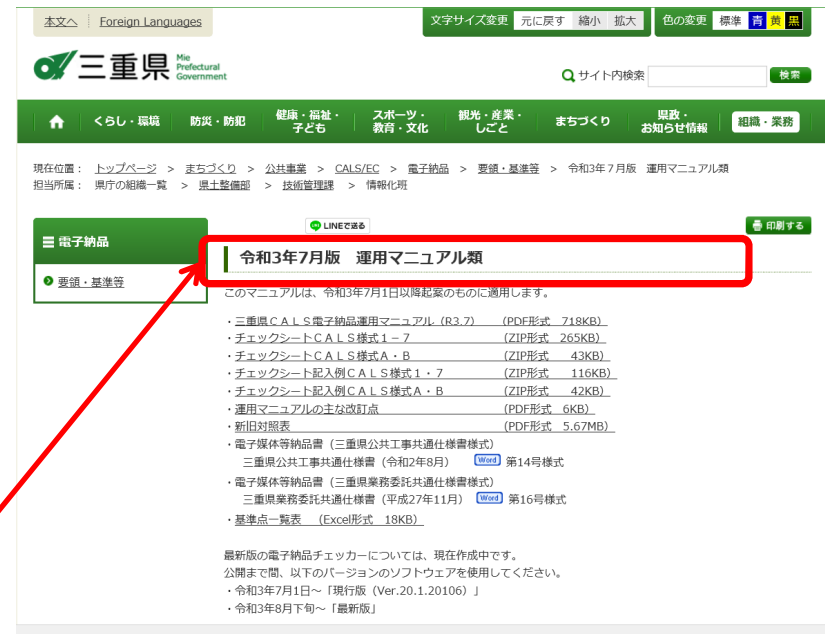 本文へ Foreign Languages 文字サイズ変更 元に戻す 縮小 拡大 色の変更 標準 青 黄 黒
三重県 Mie Prefectural Government
サイト内検索 検索
くらし・環境 防災・防犯 健康・福祉・子ども スポーツ・教育・文化 観光・産業・しごと まちづくり 県政・お知らせ情報 組織・業務
現在位置： トップページ > まちづくり > 公共事業 > CALS/EC > 電子納品 > 要領・基準等 > 令和3年7月版 運用マニュアル類
担当所属： 県庁の組織一覧 > 県土整備部 > 技術管理課 > 情報化班
LINEで送る 印刷する
電子納品
要領・基準等
令和3年7月版 運用マニュアル類
このマニュアルは、令和3年7月1日以降起案のものに適用します。
・三重県ＣＡＬＳ電子納品運用マニュアル（R3.7） (PDF形式 718KB)
・チェックシートＣＡＬＳ様式１－７ (ZIP形式 265KB)
・チェックシートＣＡＬＳ様式Ａ・Ｂ (ZIP形式 43KB)
・チェックシート記入例ＣＡＬＳ様式１・７ (ZIP形式 116KB)
・チェックシート記入例ＣＡＬＳ様式Ａ・Ｂ (ZIP形式 42KB)
・運用マニュアルの主な改訂点 (PDF形式 6KB)
・新旧対照表 (PDF形式 5.67MB)
・電子媒体等納品書（三重県公共工事共通仕様書様式）
三重県公共工事共通仕様書（令和2年8月） Word 第14号様式
・電子媒体等納品書（三重県業務委託共通仕様書様式）
三重県業務委託共通仕様書（平成27年11月） Word 第16号様式
・基準点一覧表 (Excel形式 18KB)
最新版の電子納品チェッカーについては、現在作成中です。
公開まで間、以下のバージョンのソフトウェアを使用してください。
・令和3年7月1日～「現行版（Ver.20.1.20106）」
・令和3年8月下旬～「最新版」